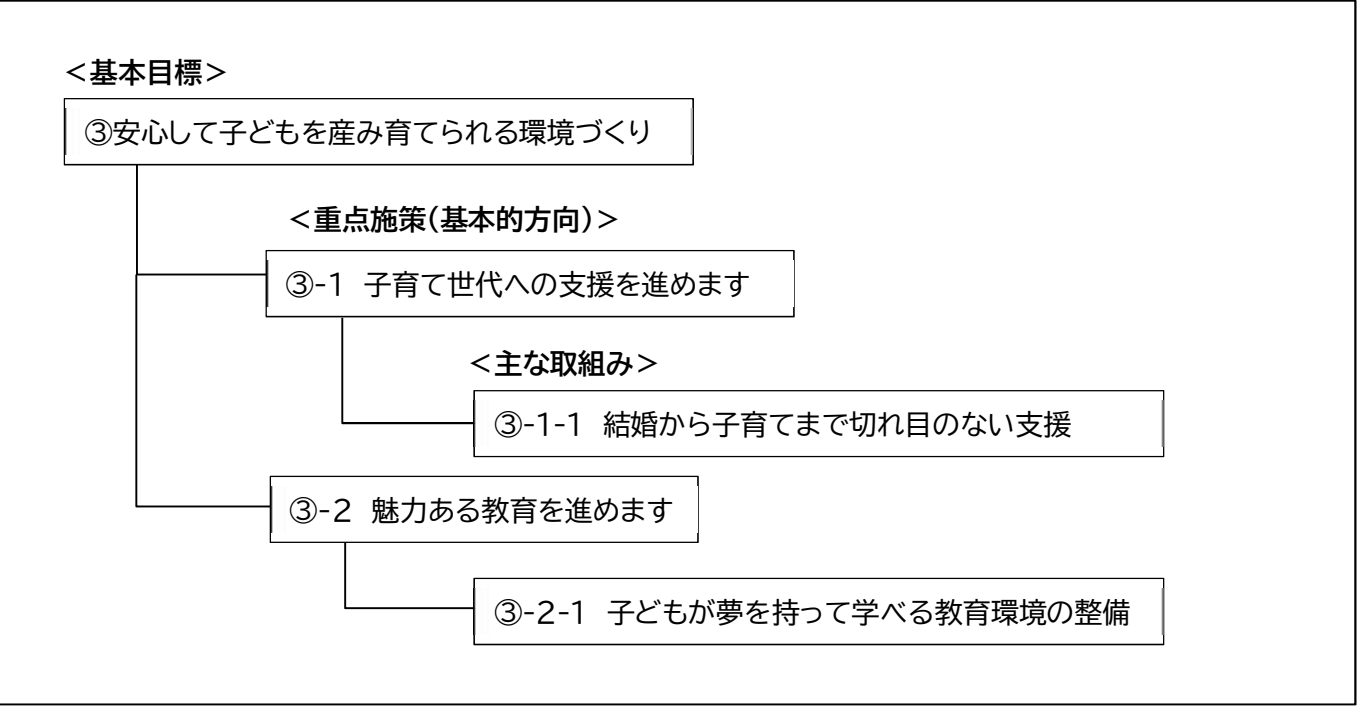 <基本目標>
③安心して子どもを産み育てられる環境づくり
<重点施策(基本的方向)>
③-1 子育て世代への支援を進めます
<主な取組み>
③-1-1 結婚から子育てまで切れ目のない支援
③-2 魅力ある教育を進めます
③-2-1 子どもが夢を持って学べる教育環境の整備